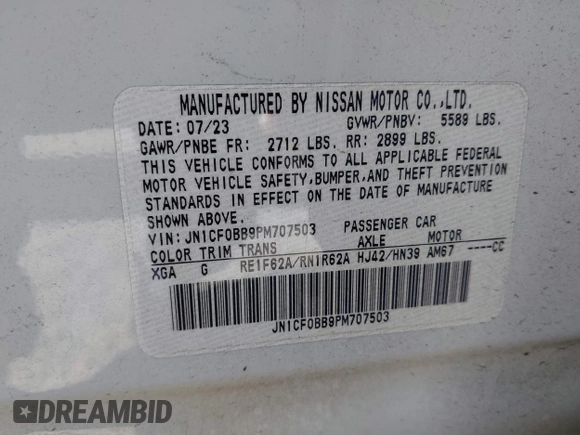 MANUFACTURED BY NISSAN MOTOR CO.,LTD.
DATE: 07/23 GVWR/PNBV: 5589 LBS.
GAWR/PNBE FR: 2712 LBS. RR: 2899 LBS.
THIS VEHICLE CONFORMS TO ALL APPLICABLE FEDERAL
MOTOR VEHICLE SAFETY,BUMPER,AND THEFT PREVENTION
STANDARDS IN EFFECT ON THE DATE OF MANUFACTURE
SHOWN ABOVE.
VIN: JN1CF0BB9PM707503 PASSENGER CAR
COLOR TRIM TRANS AXLE MOTOR
XGA G RE1F62A/RN1R62A HJ42/HN39 AM67 ----CC
JN1CF0BB9PM707503
DREAMBID